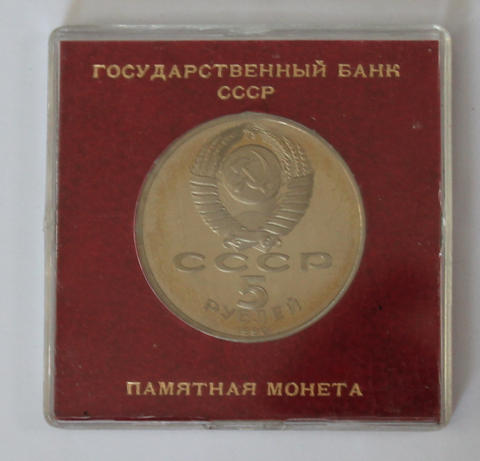 ГОСУДАРСТВЕННЫЙ БАНК
СССР
СССР
5
РУБЛЕЙ
ПАМЯТНАЯ МОНЕТА